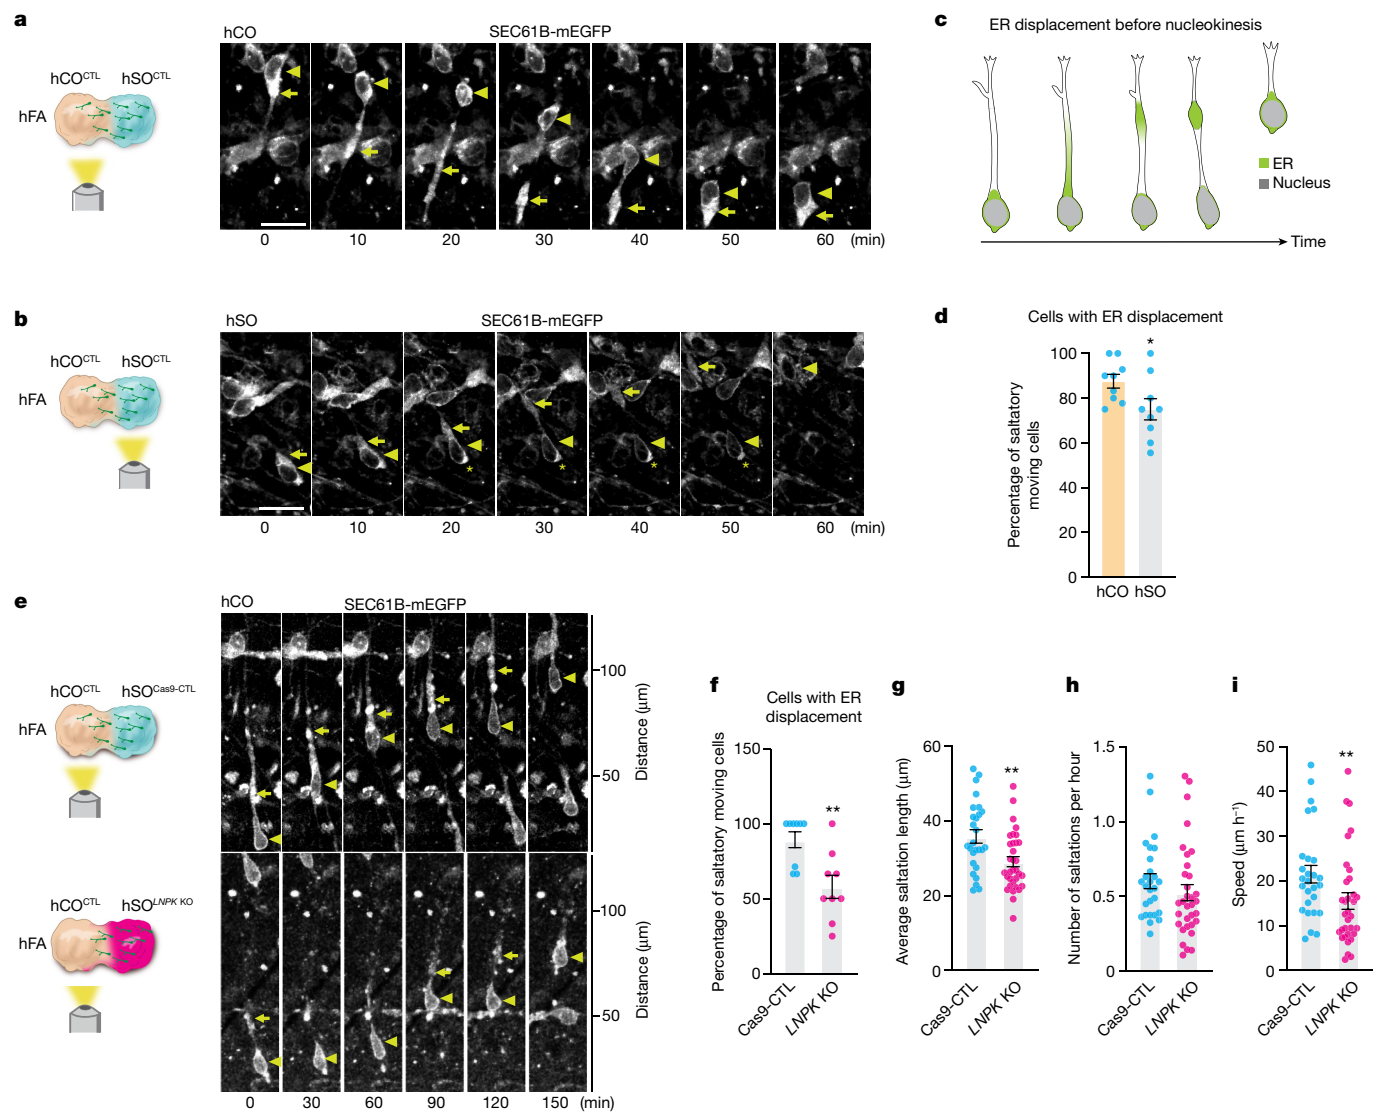 a
hCO
SEC61B-mEGFP
hCO^CTL hSO^CTL
hFA
0 10 20 30 40 50 60 (min)
b
hSO
SEC61B-mEGFP
hCO^CTL hSO^CTL
hFA
* * * *
0 10 20 30 40 50 60 (min)
c
ER displacement before nucleokinesis
ER
Nucleus
Time
d
Cells with ER displacement
*
Percentage of saltatory
moving cells
100
80
60
40
20
0
hCO hSO
e
hCO
SEC61B-mEGFP
hCO^CTL hSO^Cas9-CTL
hFA
100
50
Distance (µm)
hCO^CTL hSO^LNPK KO
hFA
100
50
Distance (µm)
0 30 60 90 120 150 (min)
f
Cells with ER
displacement
**
Percentage of saltatory moving cells
150
100
50
0
Cas9-CTL
LNPK KO
g
**
Average saltation length (µm)
60
40
20
0
Cas9-CTL
LNPK KO
h
Number of saltations per hour
1.5
1.0
0.5
0
Cas9-CTL
LNPK KO
i
**
Speed (µm h⁻¹)
50
40
30
20
10
0
Cas9-CTL
LNPK KO